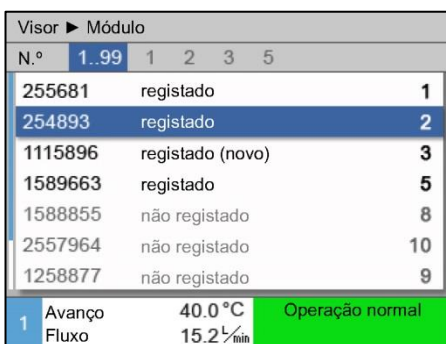 Visor ► Módulo
N.º 1..99 1 2 3 5
255681 registado 1
254893 registado 2
1115896 registado (novo) 3
1589663 registado 5
1588855 não registado 8
2557964 não registado 10
1258877 não registado 9
1 Avanço 40.0 °C Operação normal
Fluxo 15.2 L/min